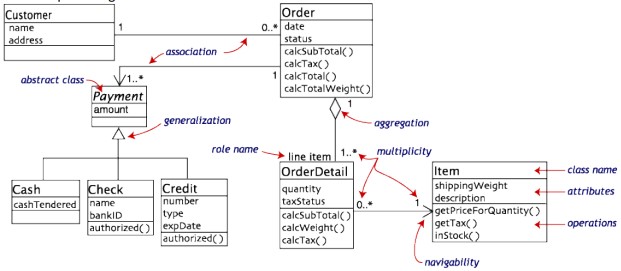 Customer
name
address
1
0..*
Order
date
status
calcSubTotal()
calcTax()
calcTotal()
calcTotalWeight()
association
1
1..*
abstract class
Payment
amount
generalization
1
aggregation
role name
line item
1..*
multiplicity
Cash
cashTendered
Check
name
bankID
authorized()
Credit
number
type
expDate
authorized()
OrderDetail
quantity
taxStatus
calcSubTotal()
calcWeight()
calcTax()
0..*
1
Item
shippingWeight
description
getPriceForQuantity()
getTax()
inStock()
class name
attributes
operations
navigability